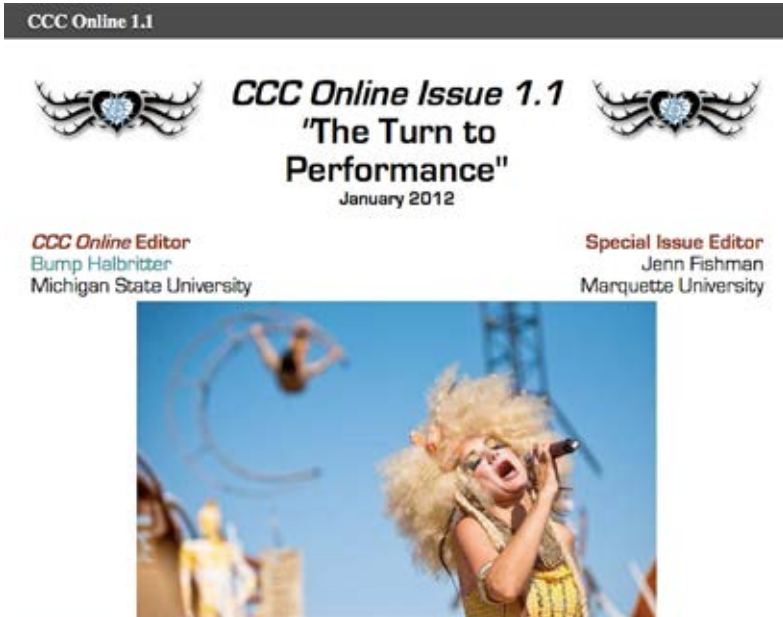 CCC Online 1.1
CCC Online Issue 1.1
"The Turn to
Performance"
January 2012
CCC Online Editor
Bump Halbritter
Michigan State University
Special Issue Editor
Jenn Fishman
Marquette University